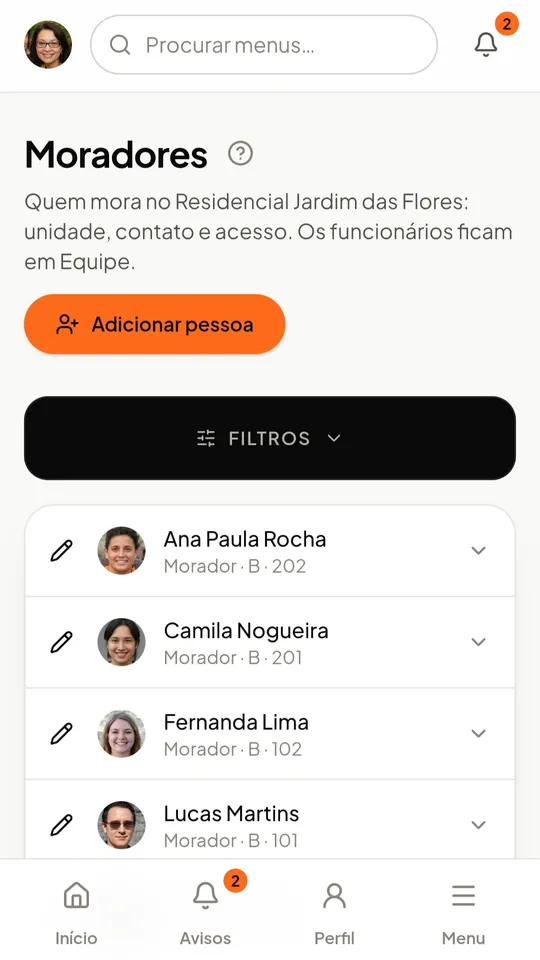 Procurar menus...
2
Moradores
Quem mora no Residencial Jardim das Flores:
unidade, contato e acesso. Os funcionários ficam
em Equipe.
Adicionar pessoa
FILTROS
Ana Paula Rocha
Morador · B · 202
Camila Nogueira
Morador · B · 201
Fernanda Lima
Morador · B · 102
Lucas Martins
Morador · B · 101
2
Início
Avisos
Perfil
Menu